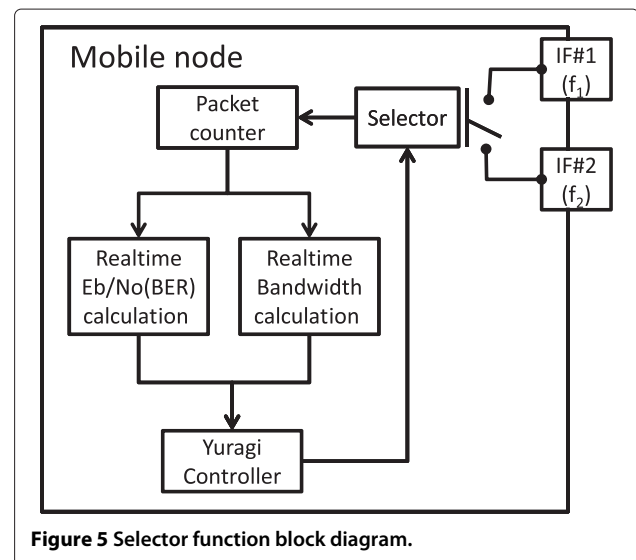 Mobile node
IF#1
(f₁)
Packet
counter
Selector
IF#2
(f₂)
Realtime
Eb/No(BER)
calculation
Realtime
Bandwidth
calculation
Yuragi
Controller
Figure 5 Selector function block diagram.